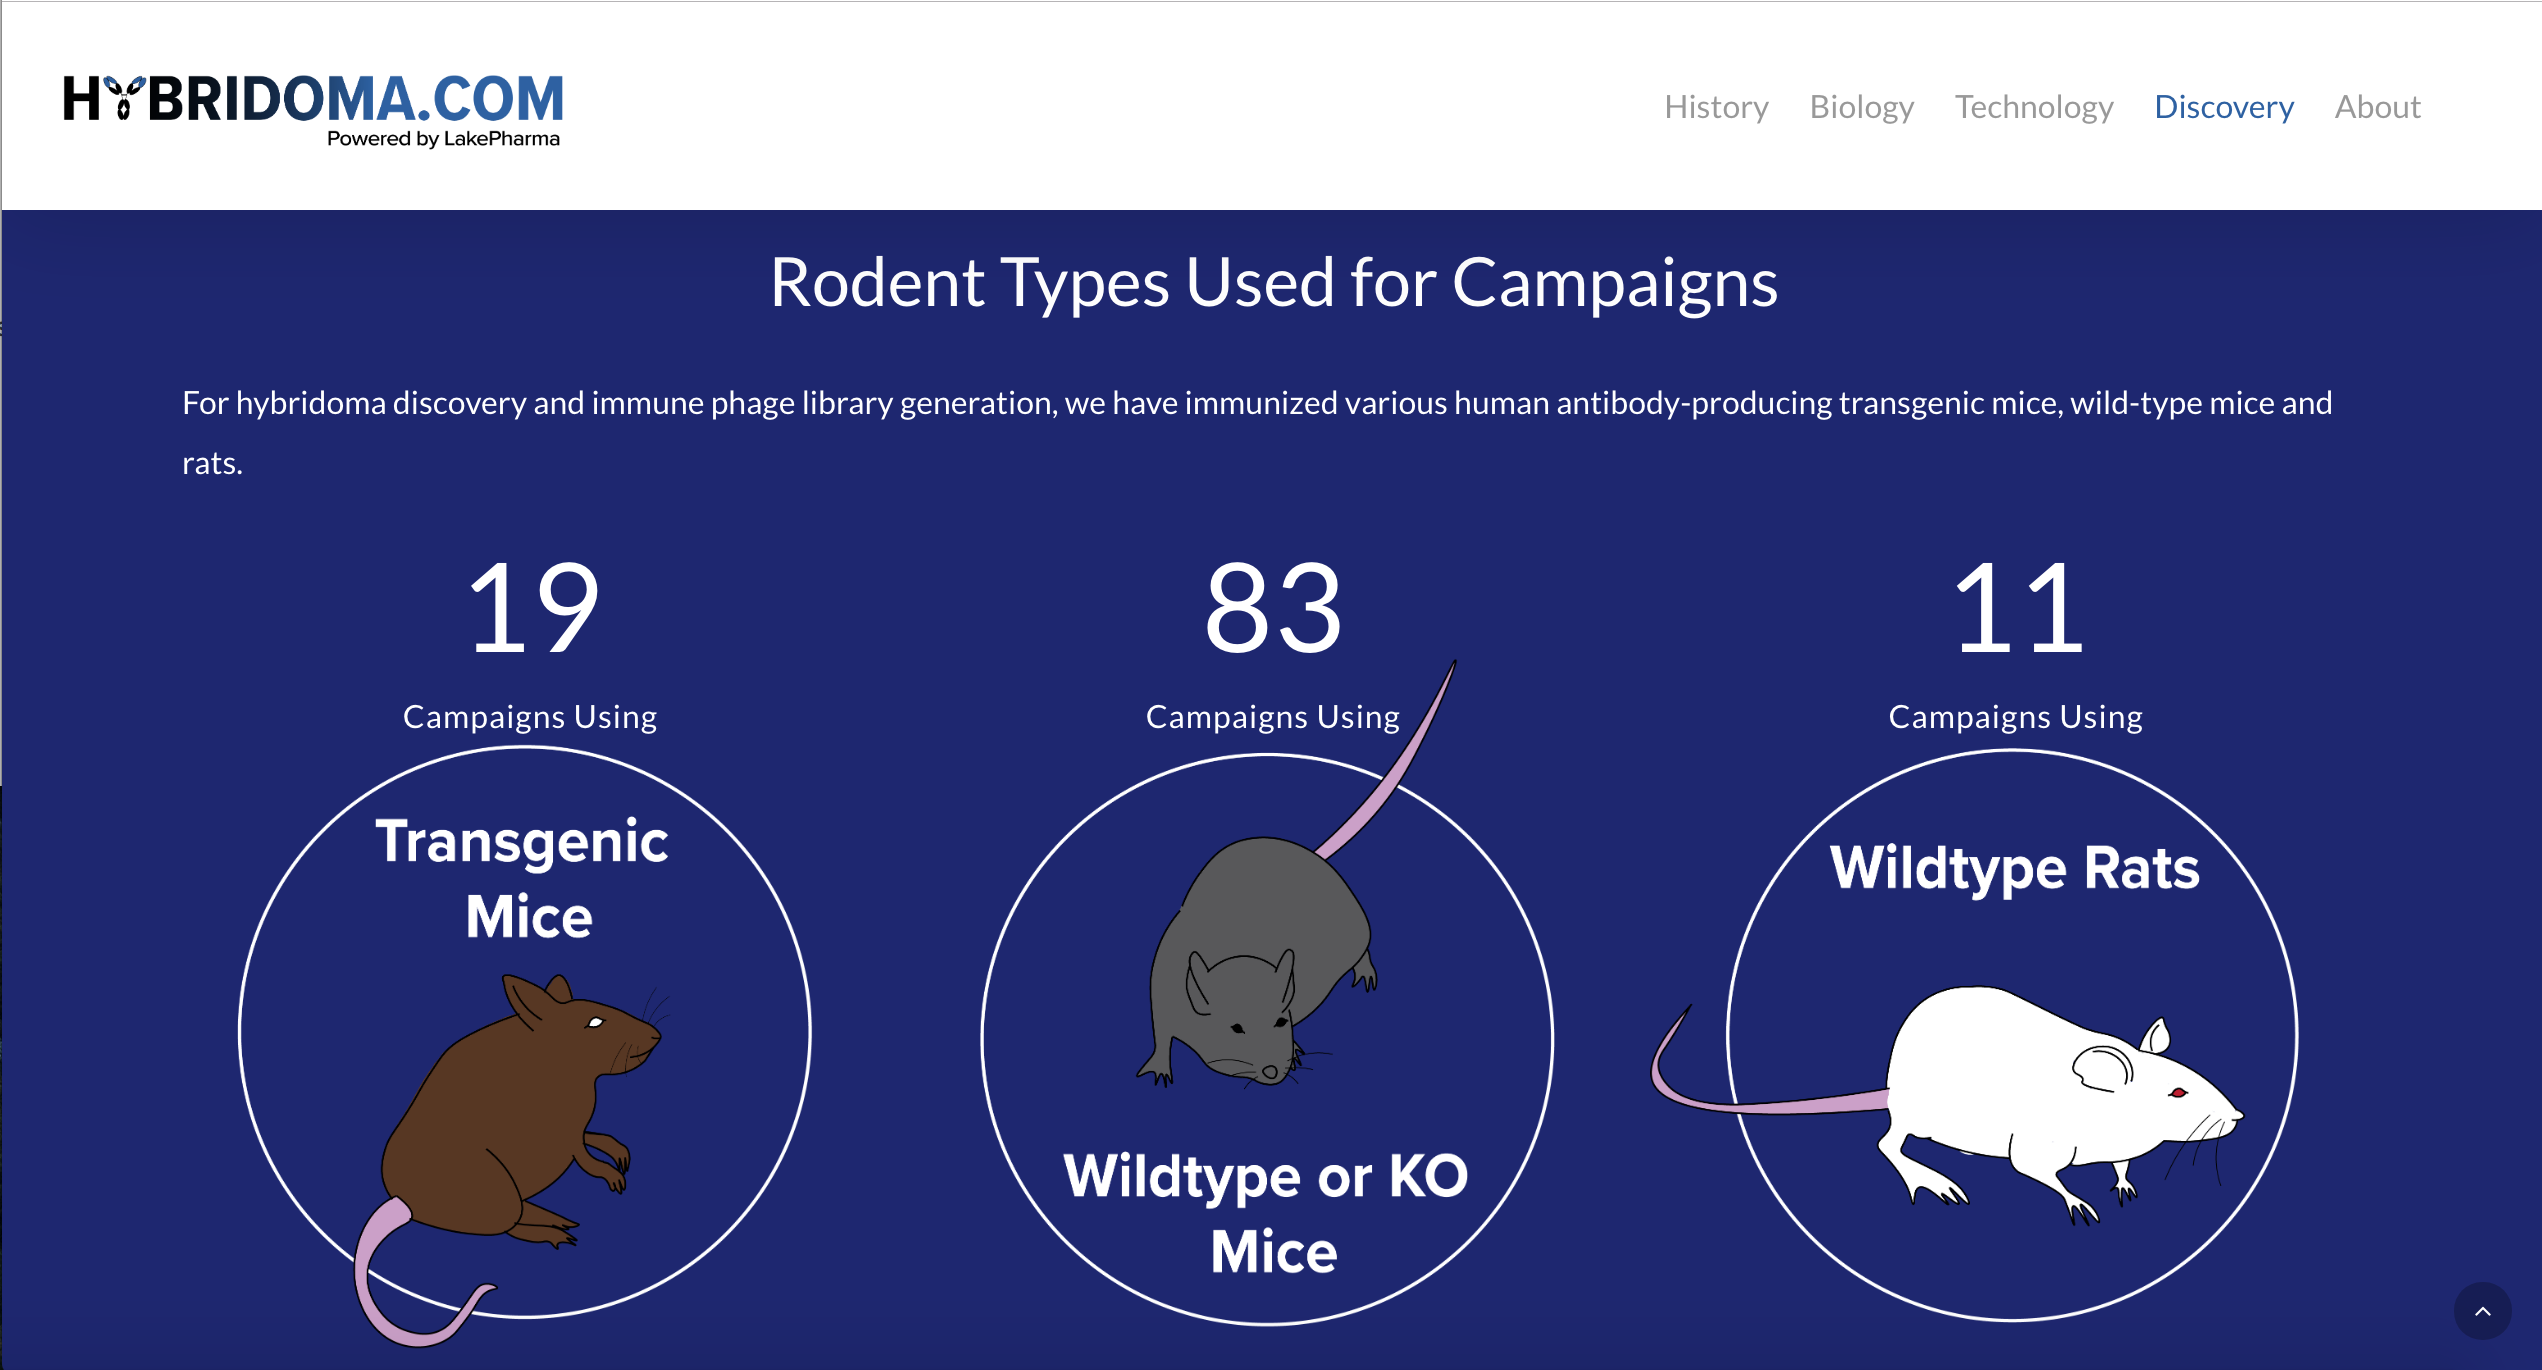 HYBRIDOMA.COM
Powered by LakePharma
History Biology Technology Discovery About
Rodent Types Used for Campaigns
For hybridoma discovery and immune phage library generation, we have immunized various human antibody-producing transgenic mice, wild-type mice and
rats.
19
Campaigns Using
Transgenic
Mice
83
Campaigns Using
Wildtype or KO
Mice
11
Campaigns Using
Wildtype Rats